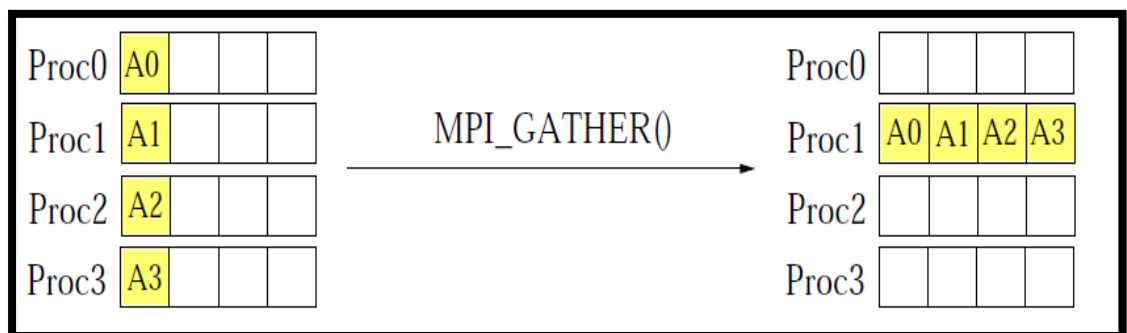 Proc0 A0
Proc1 A1
Proc2 A2
Proc3 A3
MPI_GATHER()
Proc0
Proc1 A0 A1 A2 A3
Proc2
Proc3